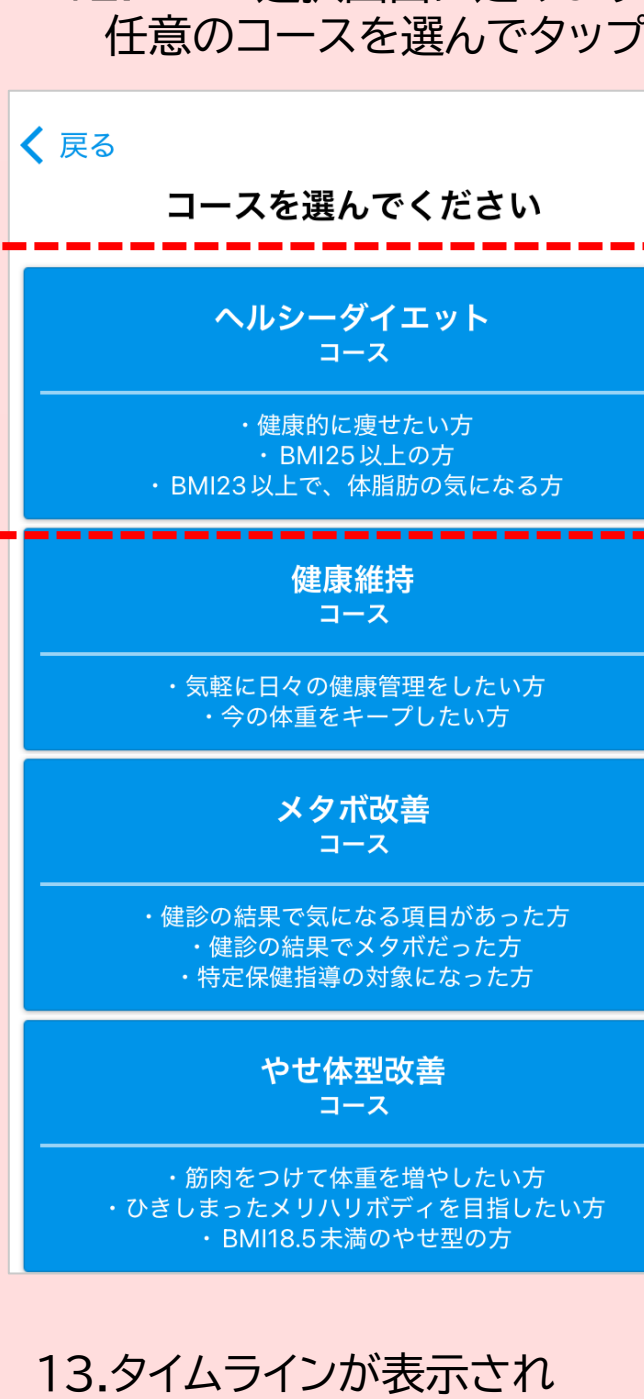 任意のコースを選んでタップ
戻る
コースを選んでください
ヘルシーダイエット
コース
・健康的に痩せたい方
・BMI25以上の方
・BMI23以上で、体脂肪の気になる方
健康維持
コース
・気軽に日々の健康管理をしたい方
・今の体重をキープしたい方
メタボ改善
コース
・健診の結果で気になる項目があった方
・健診の結果でメタボだった方
・特定保健指導の対象になった方
やせ体型改善
コース
・筋肉をつけて体重を増やしたい方
・ひきしまったメリハリボディを目指したい方
・BMI18.5未満のやせ型の方
13.タイムラインが表示され